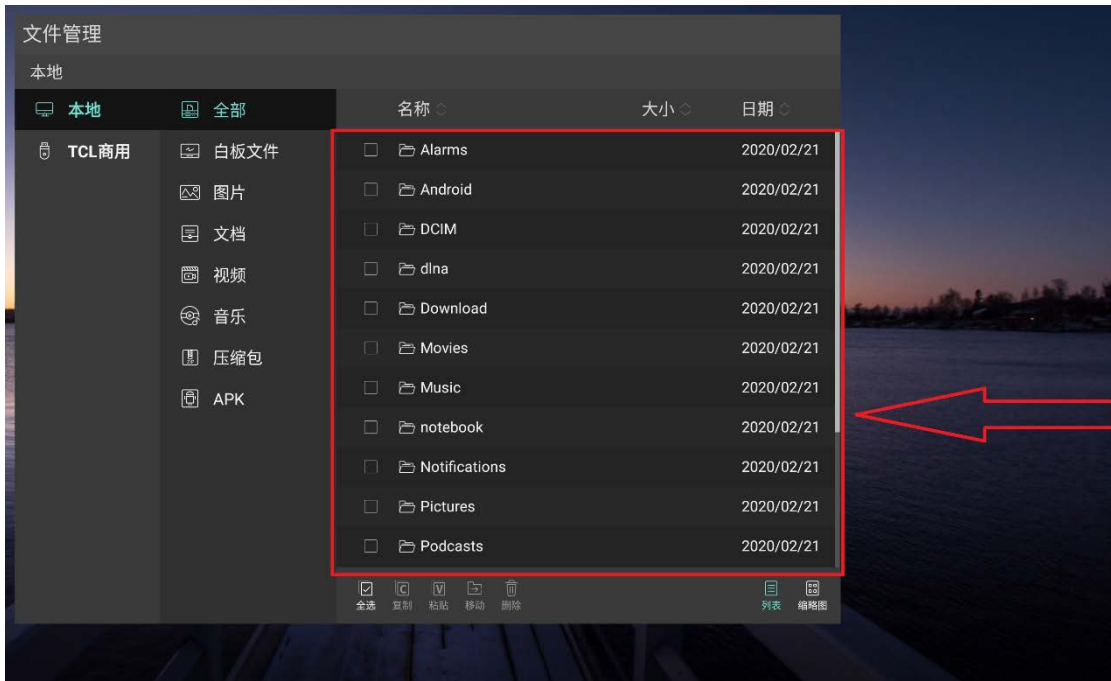 文件管理
本地
本地 全部 名称 大小 日期
TCL商用 白板文件 Alarms 2020/02/21
图片 Android 2020/02/21
文档 DCIM 2020/02/21
视频 dlna 2020/02/21
音乐 Download 2020/02/21
压缩包 Movies 2020/02/21
APK Music 2020/02/21
notebook 2020/02/21
Notifications 2020/02/21
Pictures 2020/02/21
Podcasts 2020/02/21
全选 复制 粘贴 移动 删除 列表 缩略图